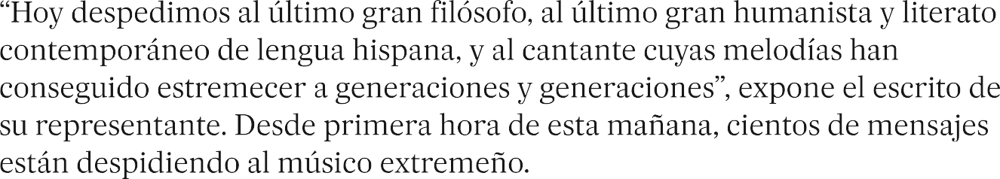 “Hoy despedimos al último gran filósofo, al último gran humanista y literato
contemporáneo de lengua hispana, y al cantante cuyas melodías han
conseguido estremecer a generaciones y generaciones”, expone el escrito de
su representante. Desde primera hora de esta mañana, cientos de mensajes
están despidiendo al músico extremeño.